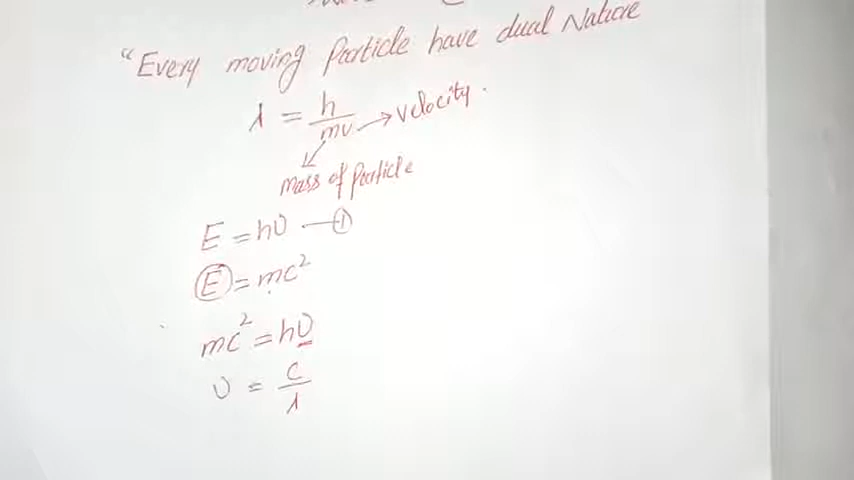 "Every moving Particle have dual Nature
λ = h/mv → velocity.
mass of Particle
E = hυ —①
E = mc²
mc² = hυ
υ = c/λ